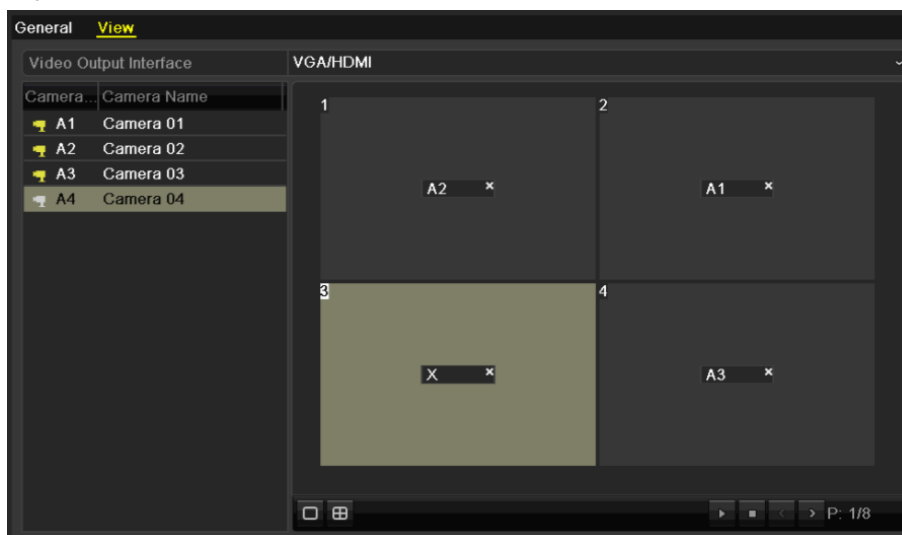 General View
Video Output Interface VGA/HDMI
Camera... Camera Name
A1 Camera 01
A2 Camera 02
A3 Camera 03
A4 Camera 04
1 2
A2 × A1 ×
3 4
X × A3 ×
P: 1/8